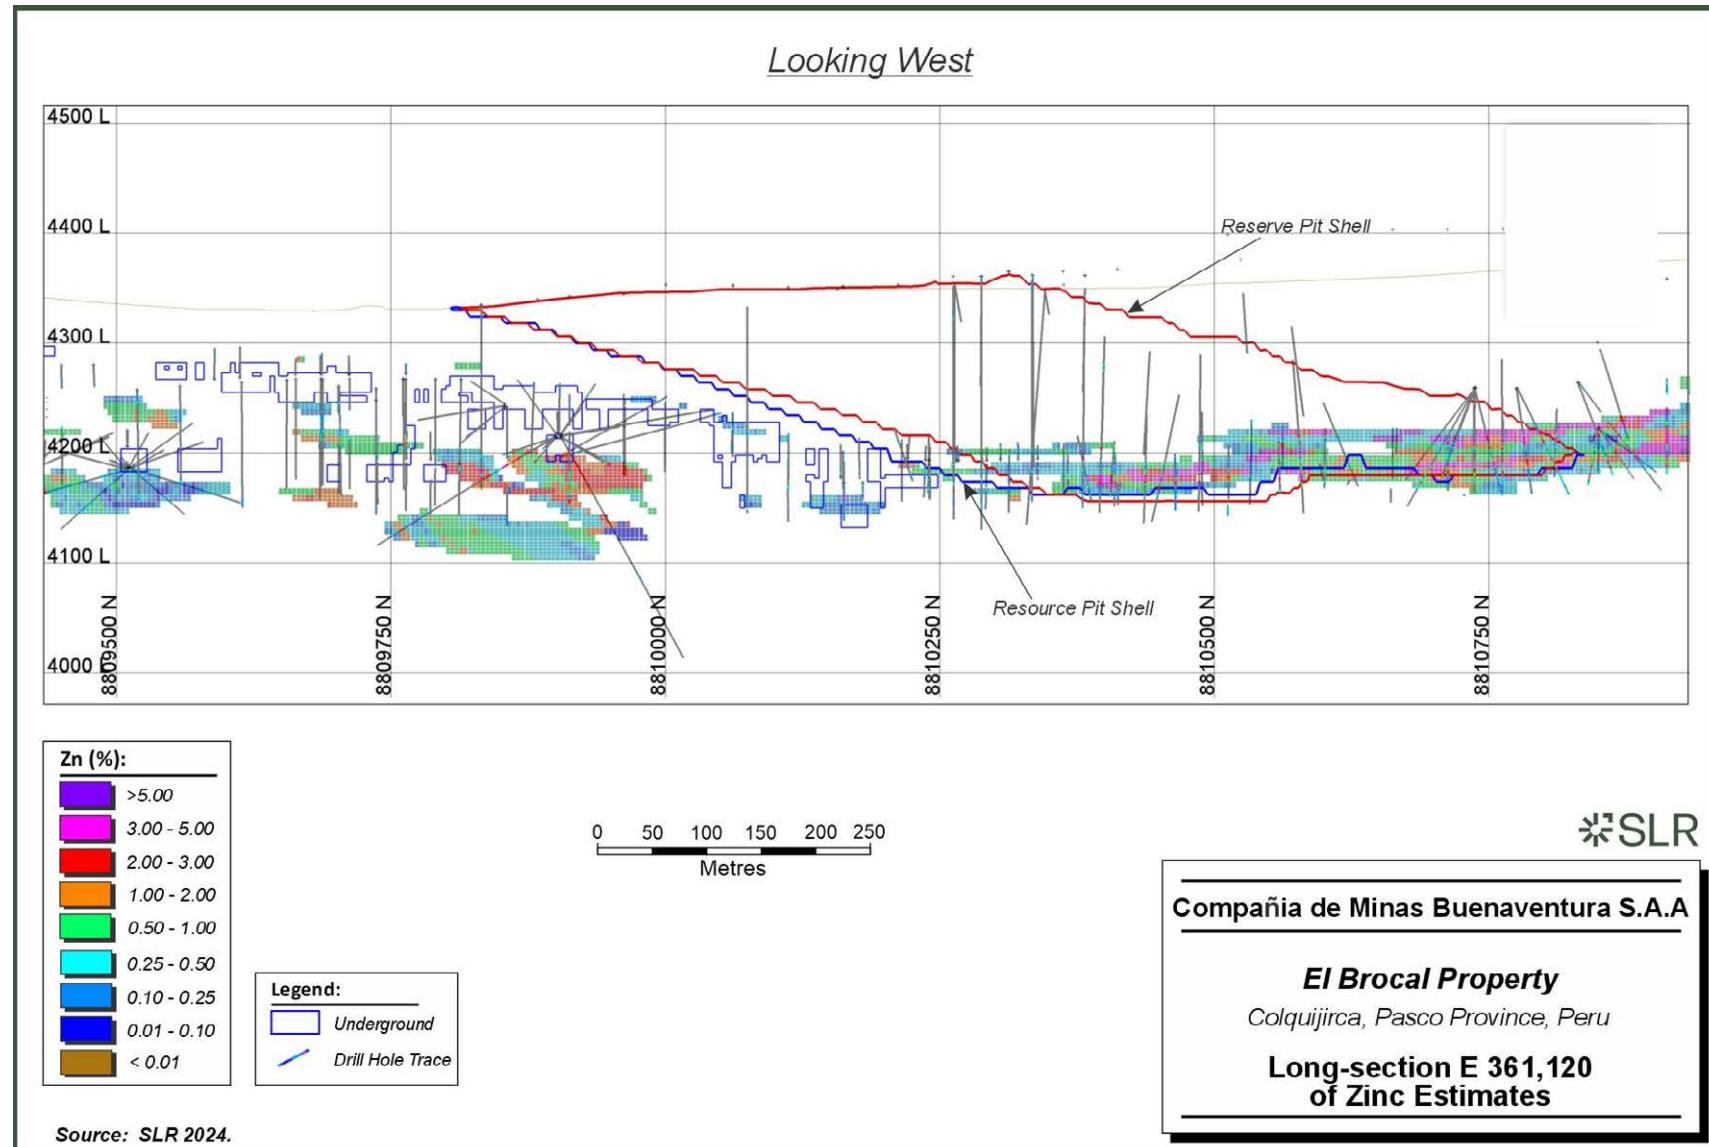 Looking West
4500 L
4400 L
4300 L
4200 L
4100 L
4000 L
Reserve Pit Shell
Resource Pit Shell
8809500 N
8809750 N
8810000 N
8810250 N
8810500 N
8810750 N
Zn (%):
>5.00
3.00 - 5.00
2.00 - 3.00
1.00 - 2.00
0.50 - 1.00
0.25 - 0.50
0.10 - 0.25
0.01 - 0.10
< 0.01
Legend:
Underground
Drill Hole Trace
0 50 100 150 200 250
Metres
SLR
Compañia de Minas Buenaventura S.A.A
El Brocal Property
Colquijirca, Pasco Province, Peru
Long-section E 361,120
of Zinc Estimates
Source: SLR 2024.